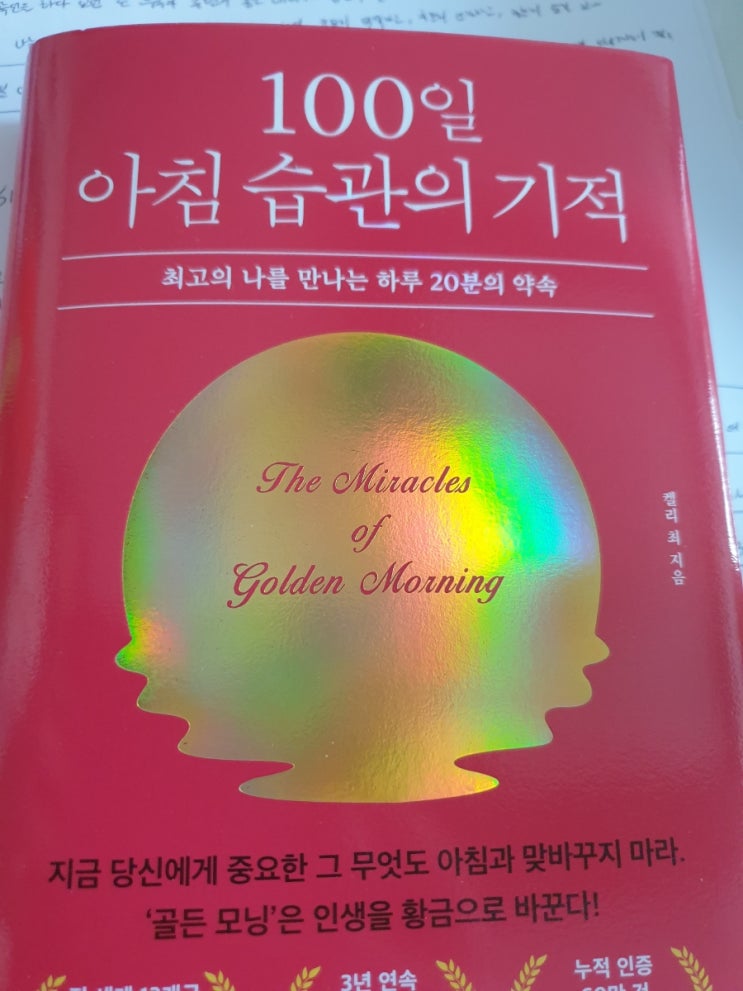 100일
아침 습관의 기적
최고의 나를 만나는 하루 20분의 약속
The Miracles
of
Golden Morning
켈리 최 지음
지금 당신에게 중요한 그 무엇도 아침과 맞바꾸지 마라.
‘골든 모닝’은 인생을 황금으로 바꾼다!
3년 연속
누적 인증